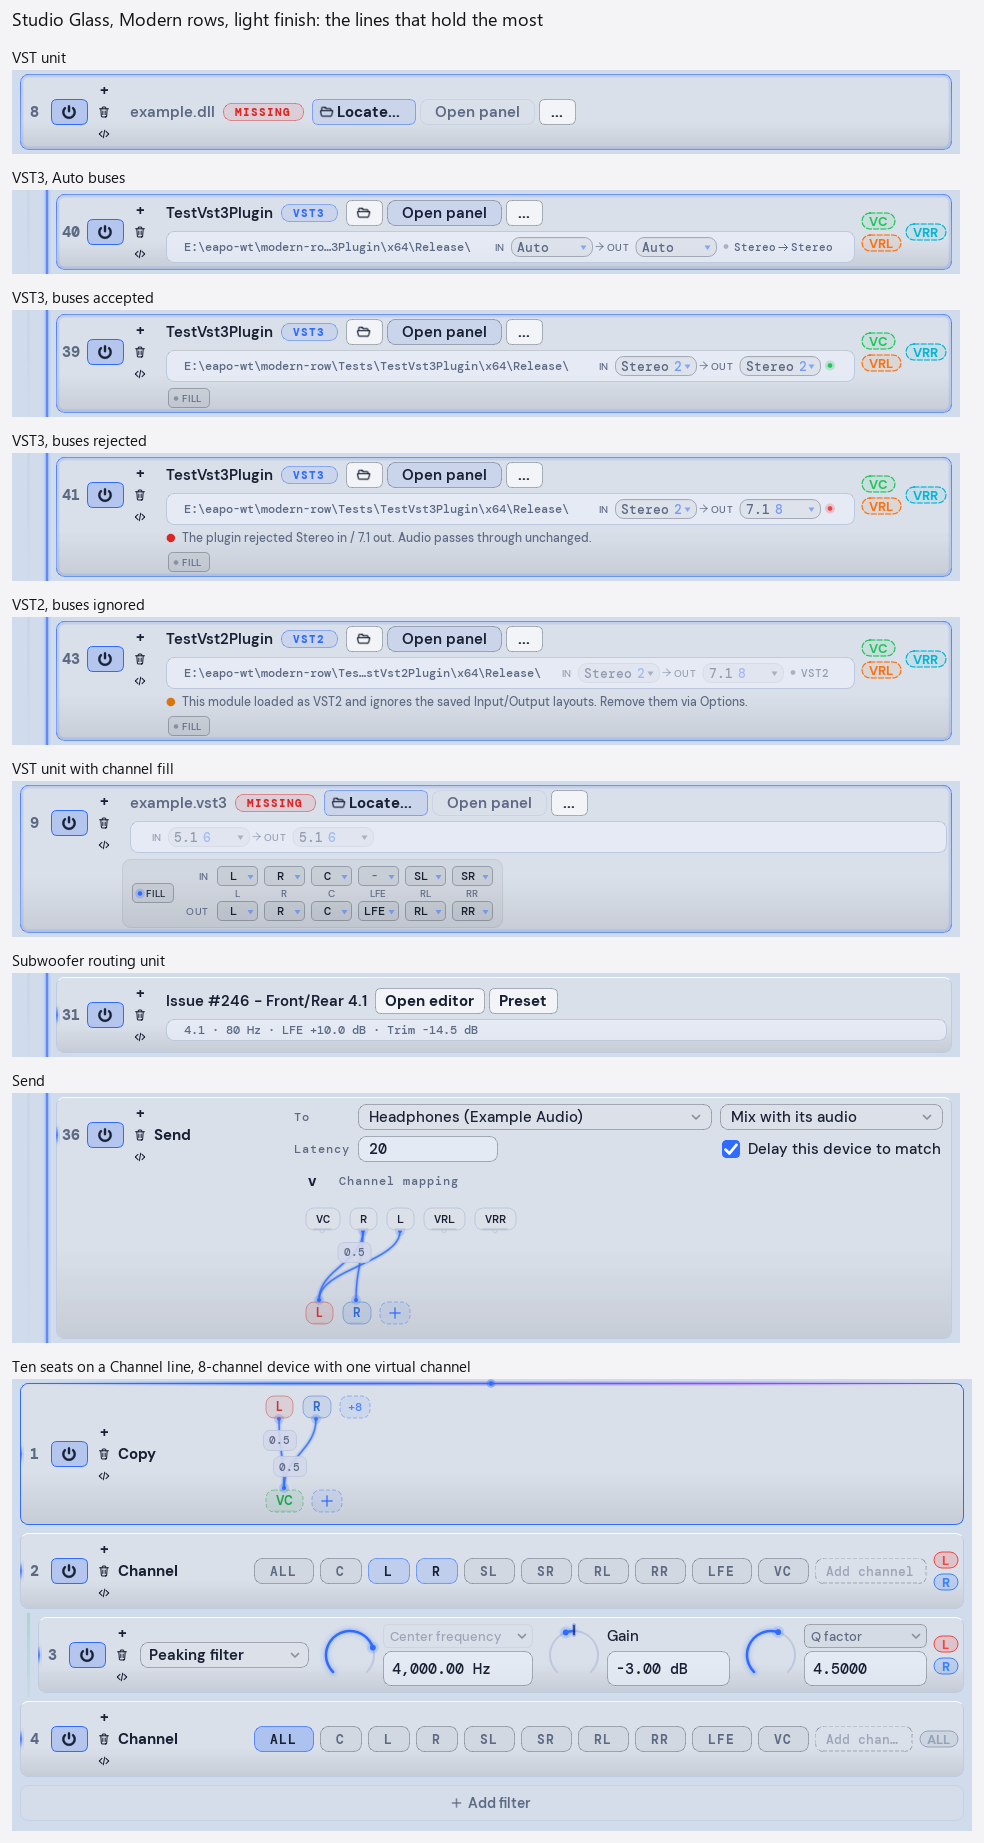 Studio Glass, Modern rows, light finish: the lines that hold the most
VST unit
8 + example.dll MISSING Locate... Open panel ...
VST3, Auto buses
40 + TestVst3Plugin VST3 Open panel ...
E:\eapo-wt\modern-ro…3Plugin\x64\Release\ IN Auto → OUT Auto Stereo→Stereo
VC VRL VRR
VST3, buses accepted
39 + TestVst3Plugin VST3 Open panel ...
E:\eapo-wt\modern-row\Tests\TestVst3Plugin\x64\Release\ IN Stereo 2 → OUT Stereo 2
VC VRL VRR
FILL
VST3, buses rejected
41 + TestVst3Plugin VST3 Open panel ...
E:\eapo-wt\modern-row\Tests\TestVst3Plugin\x64\Release\ IN Stereo 2 → OUT 7.1 8
VC VRL VRR
The plugin rejected Stereo in / 7.1 out. Audio passes through unchanged.
FILL
VST2, buses ignored
43 + TestVst2Plugin VST2 Open panel ...
E:\eapo-wt\modern-row\Tes…stVst2Plugin\x64\Release\ IN Stereo 2 → OUT 7.1 8 VST2
VC VRL VRR
This module loaded as VST2 and ignores the saved Input/Output layouts. Remove them via Options.
FILL
VST unit with channel fill
9 + example.vst3 MISSING Locate... Open panel ...
IN 5.1 6 → OUT 5.1 6
FILL IN L R C - SL SR
L R C LFE RL RR
OUT L R C LFE RL RR
Subwoofer routing unit
31 + Issue #246 - Front/Rear 4.1 Open editor Preset
4.1 · 80 Hz · LFE +10.0 dB · Trim -14.5 dB
Send
36 + Send To Headphones (Example Audio) Mix with its audio
Latency 20 Delay this device to match
v Channel mapping
VC R L VRL VRR
0.5
L R +
Ten seats on a Channel line, 8-channel device with one virtual channel
L R +8
1 + Copy 0.5
0.5
VC +
2 + Channel ALL C L R SL SR RL RR LFE VC Add channel L R
3 + Peaking filter Center frequency 4,000.00 Hz Gain -3.00 dB Q factor 4.5000 L R
4 + Channel ALL C L R SL SR RL RR LFE VC Add chan… ALL
+ Add filter